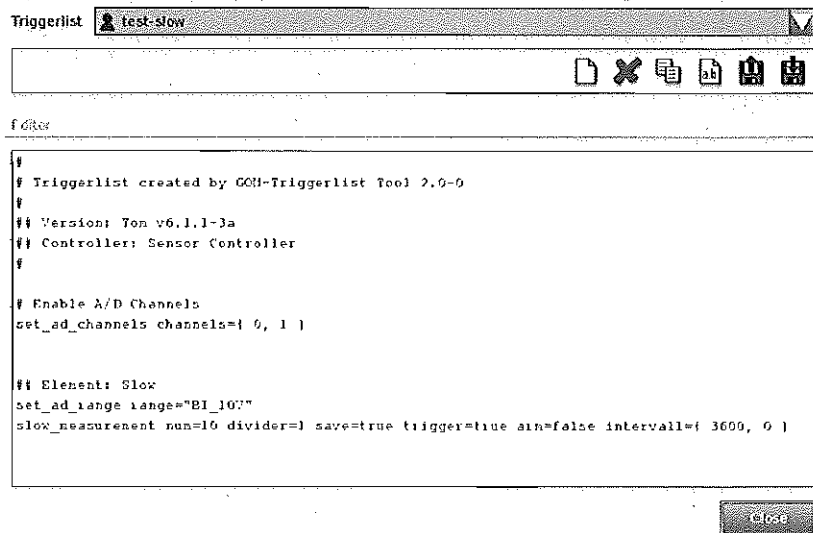 Triggerlist test-slow
Editor
#
# Triggerlist created by GOM-Triggerlist Tool 2.0-0
#
## Version: Tom v6.1.1-3a
## Controller: Sensor Controller
#
# Enable A/D Channels
set_ad_channels channels={ 0, 1 }
## Element: Slow
set_ad_range range="BI_10V"
slow_measurement num=10 divider=1 save=true trigger=true ain=false intervall={ 3600, 0 }
Close